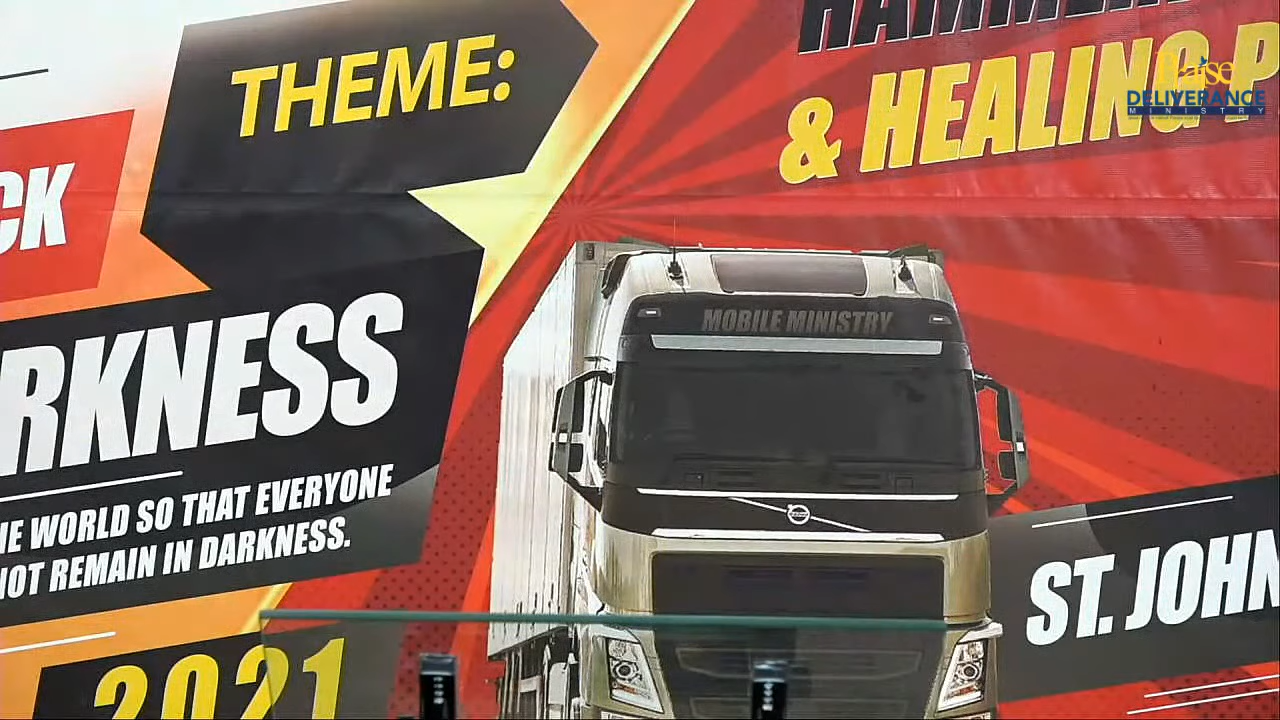 THEME:
& HEALING P
Praise
DELIVERANCE
MINISTRY
CK
MOBILE MINISTRY
RKNESS
HE WORLD SO THAT EVERYONE
NOT REMAIN IN DARKNESS.
ST. JOHN
2021